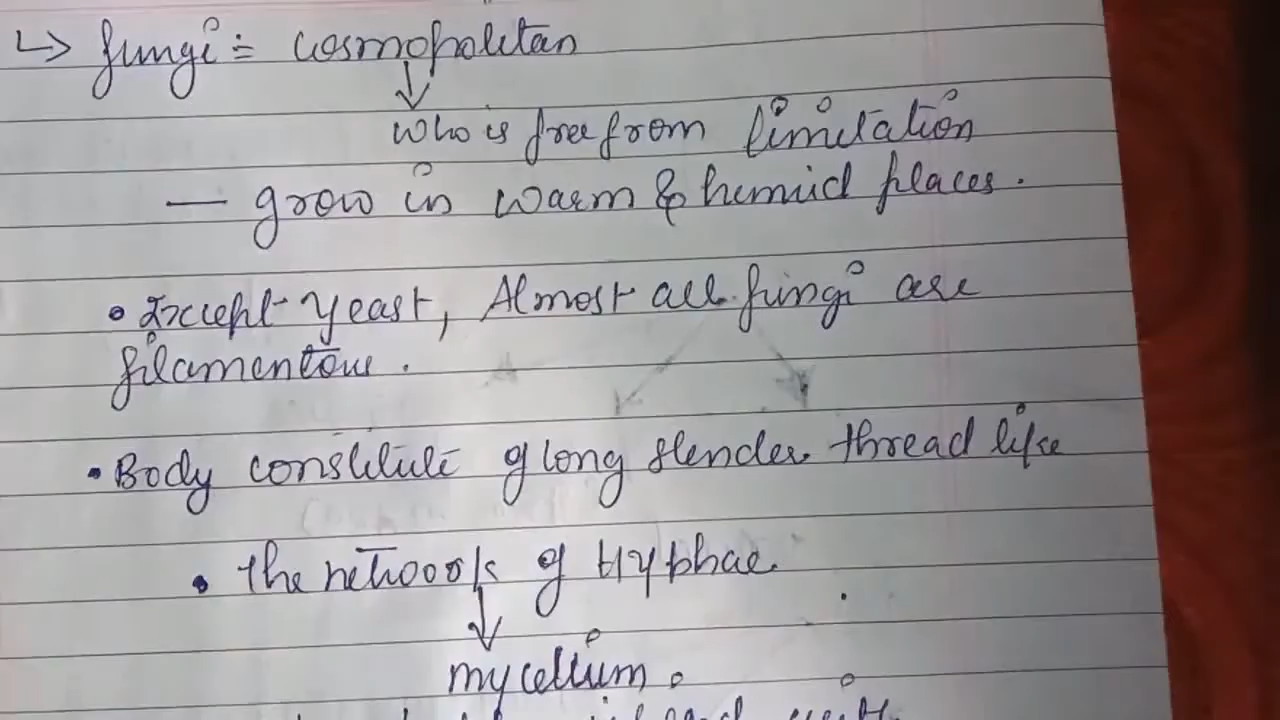 ↳ fungi = cosmopolitan
↓
who is free from limitation
— grow in warm & humid places.
• Except yeast, Almost all fungi are
filamentous.
• Body constitute of long slender thread like
• the network of Hyphae
↓
mycellium.